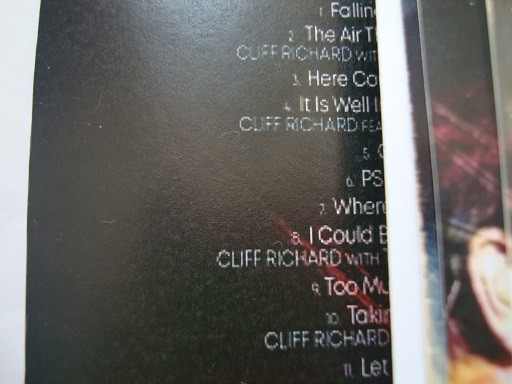 1. Fallin
2. The Air T
CLIFF RICHARD WIT
3. Here Co
4. It Is Well I
CLIFF RICHARD FEA
5. C
6. PS
7. Where
8. I Could B
CLIFF RICHARD WITH T
9. Too Mu
10. Takin
CLIFF RICHARD
11. Let